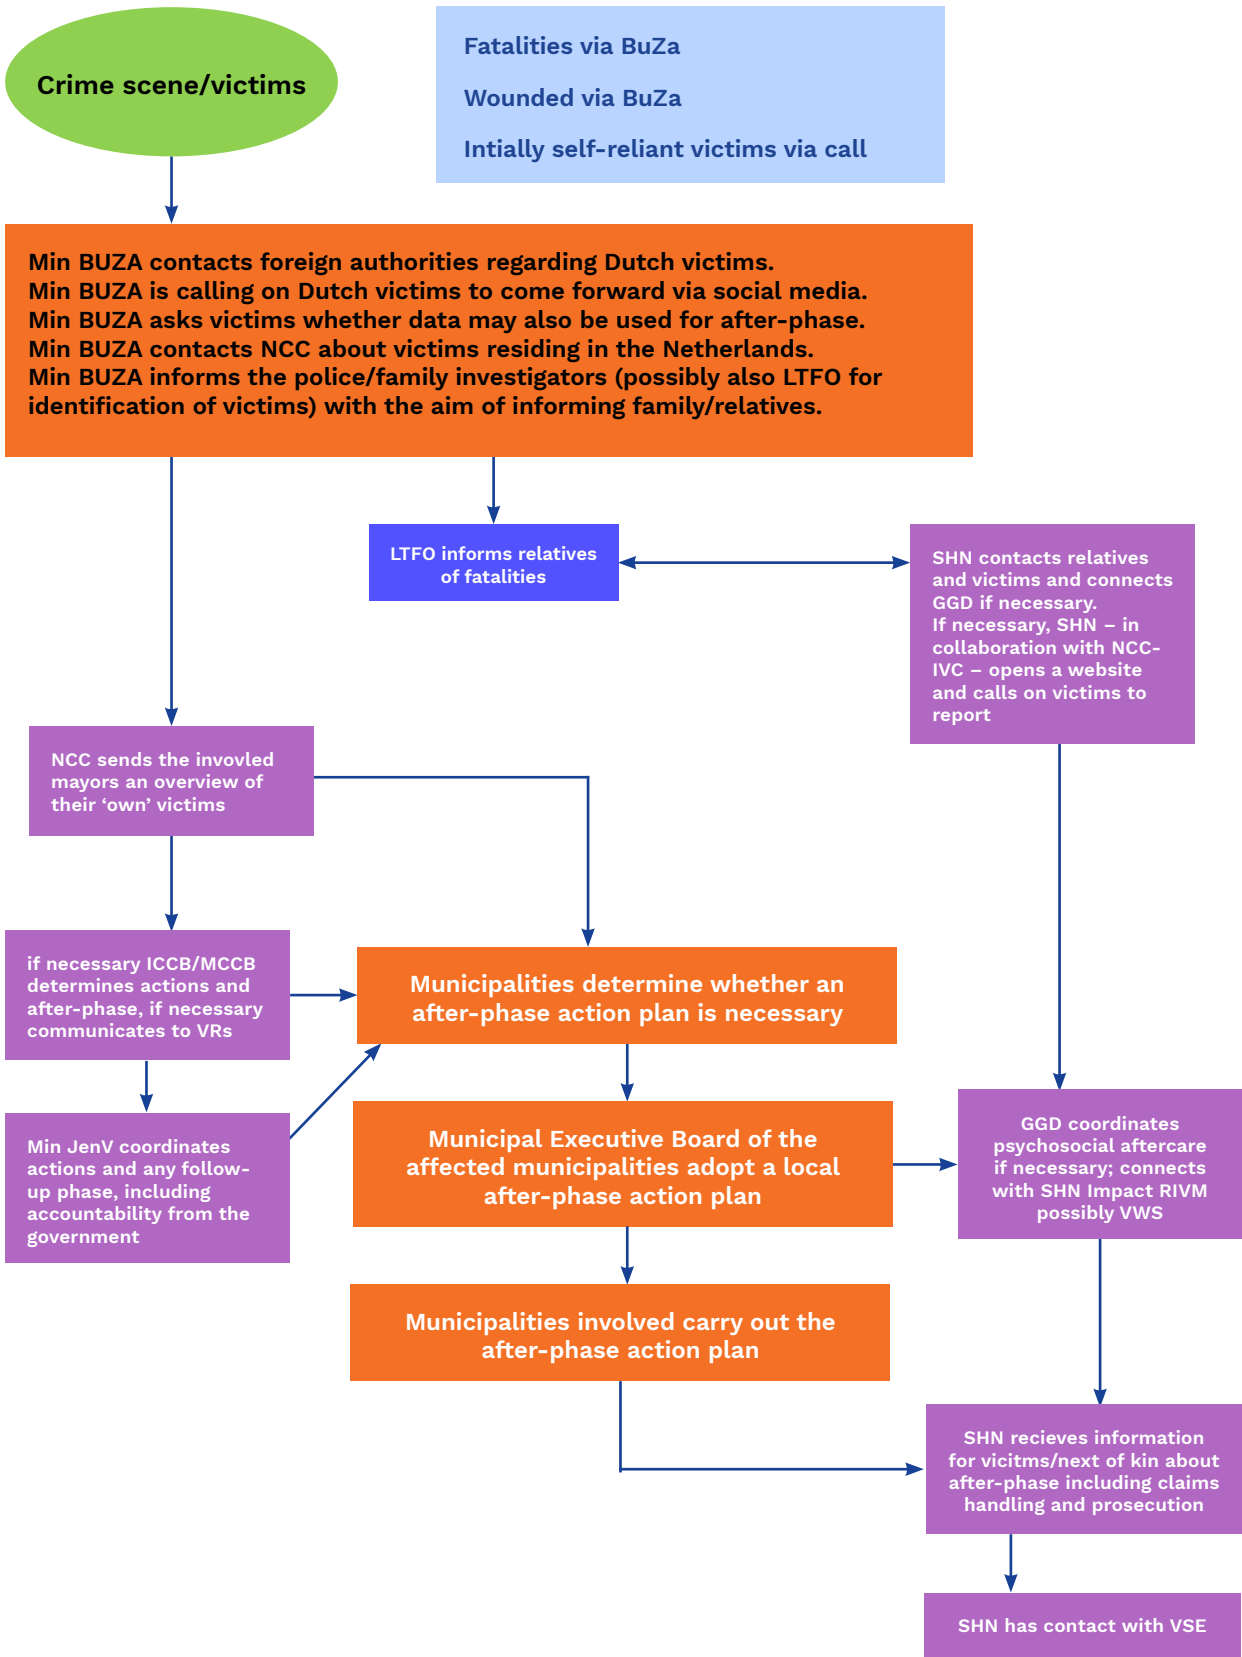 Crime scene/victims
Fatalities via BuZa
Wounded via BuZa
Intially self-reliant victims via call
Min BUZA contacts foreign authorities regarding Dutch victims.
Min BUZA is calling on Dutch victims to come forward via social media.
Min BUZA asks victims whether data may also be used for after-phase.
Min BUZA contacts NCC about victims residing in the Netherlands.
Min BUZA informs the police/family investigators (possibly also LTFO for
identification of victims) with the aim of informing family/relatives.
LTFO informs relatives
of fatalities
SHN contacts relatives
and victims and connects
GGD if necessary.
If necessary, SHN – in
collaboration with NCC-
IVC – opens a website
and calls on victims to
report
NCC sends the invovled
mayors an overview of
their ‘own’ victims
if necessary ICCB/MCCB
determines actions and
after-phase, if necessary
communicates to VRs
Municipalities determine whether an
after-phase action plan is necessary
Min JenV coordinates
actions and any follow-
up phase, including
accountability from the
government
Municipal Executive Board of the
affected municipalities adopt a local
after-phase action plan
GGD coordinates
psychosocial aftercare
if necessary; connects
with SHN Impact RIVM
possibly VWS
Municipalities involved carry out the
after-phase action plan
SHN recieves information
for vicitms/next of kin about
after-phase including claims
handling and prosecution
SHN has contact with VSE